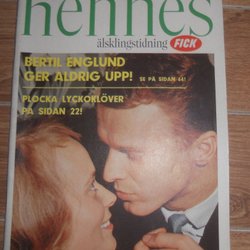 hennes
älsklingstidning FICK
BERTIL ENGLUND
GER ALDRIG UPP! SE PÅ SIDAN 44!
PLOCKA LYCKOKLÖVER
PÅ SIDAN 22!